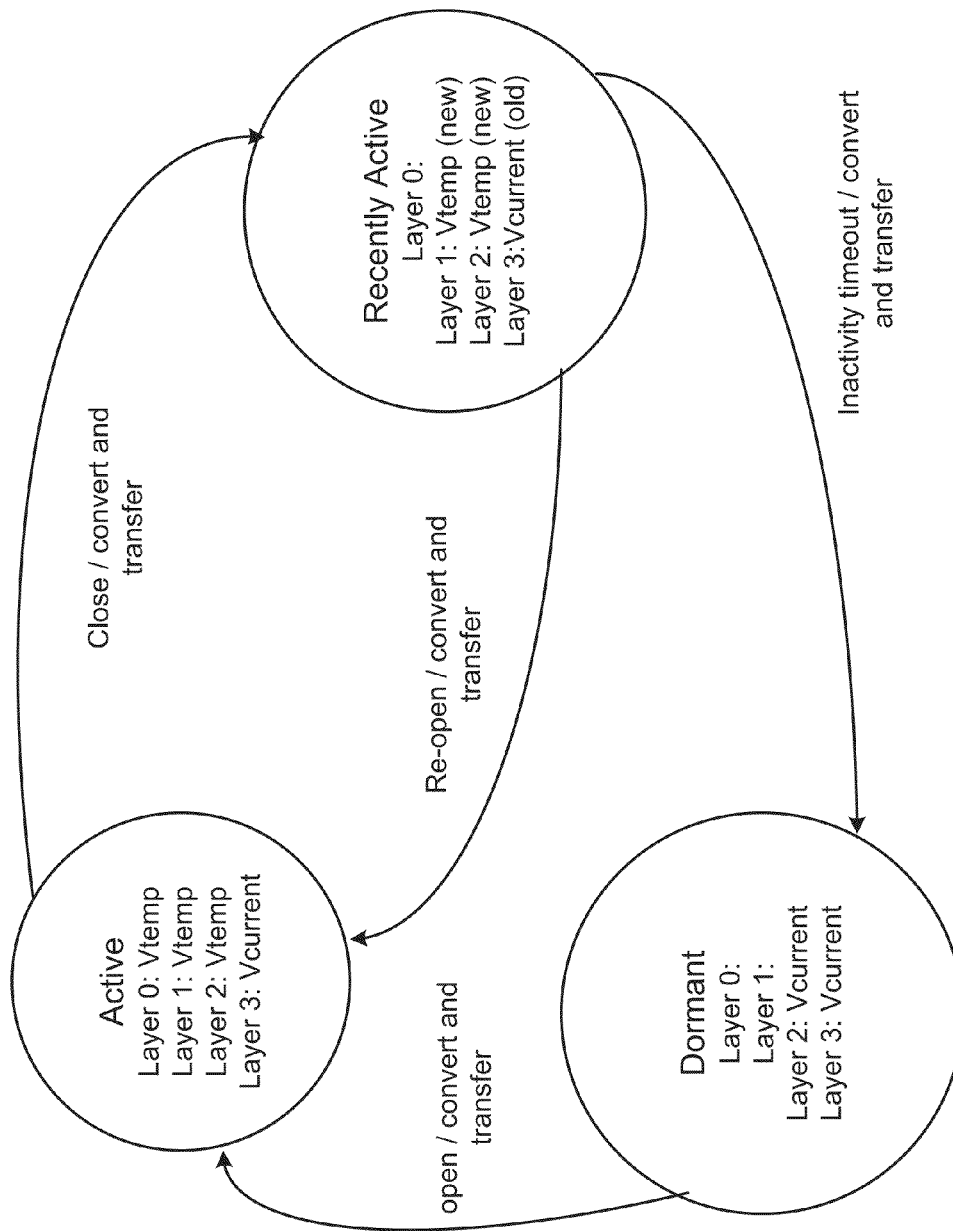 Active
Layer 0: Vtemp
Layer 1: Vtemp
Layer 2: Vtemp
Layer 3: Vcurrent
Close / convert and
transfer
Recently Active
Layer 0:
Layer 1: Vtemp (new)
Layer 2: Vtemp (new)
Layer 3:Vcurrent (old)
Re-open / convert and
transfer
open / convert and
transfer
Dormant
Layer 0:
Layer 1:
Layer 2: Vcurrent
Layer 3: Vcurrent
Inactivity timeout / convert
and transfer